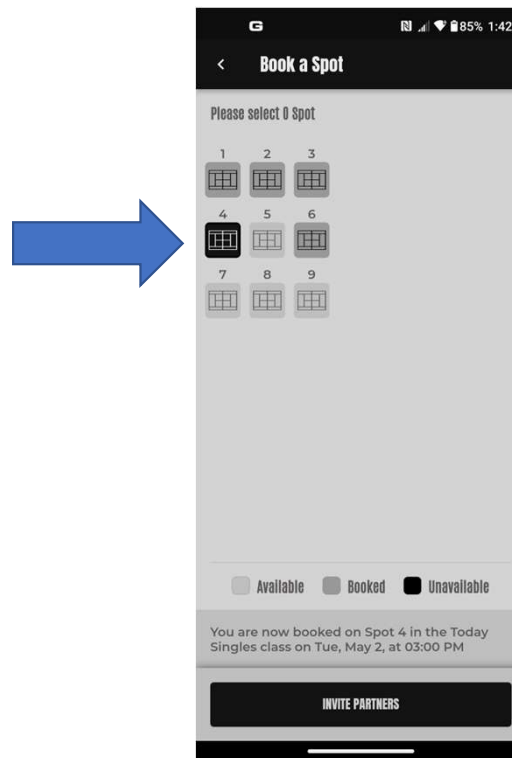 G 85% 1:42
Book a Spot
Please select 0 Spot
1 2 3
4 5 6
7 8 9
Available Booked Unavailable
You are now booked on Spot 4 in the Today
Singles class on Tue, May 2, at 03:00 PM
INVITE PARTNERS